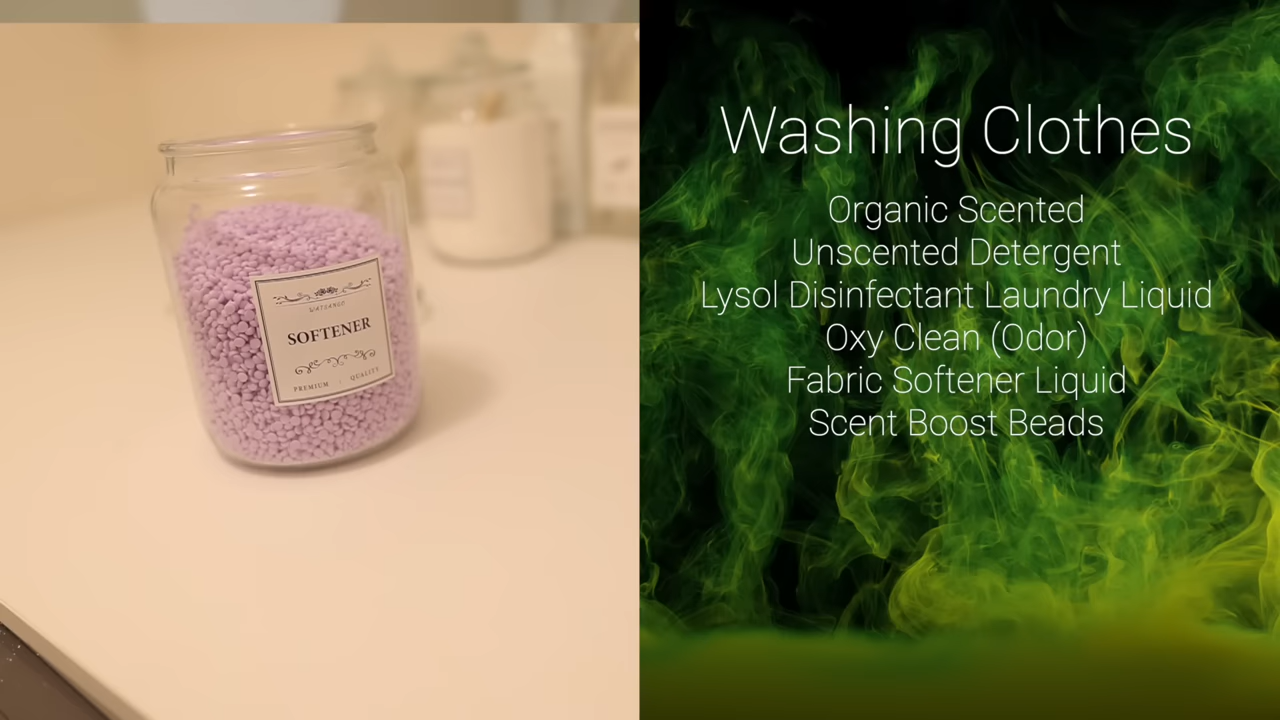 SOFTENER
PREMIUM QUALITY
Washing Clothes
Organic Scented
Unscented Detergent
Lysol Disinfectant Laundry Liquid
Oxy Clean (Odor)
Fabric Softener Liquid
Scent Boost Beads